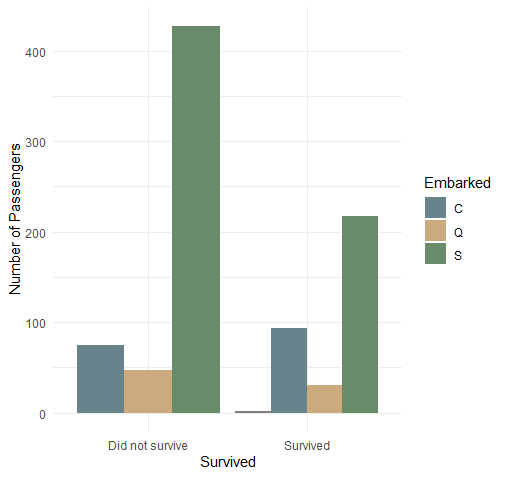 400
300
200
100
0
Number of Passengers
Did not survive
Survived
Survived
Embarked
C
Q
S